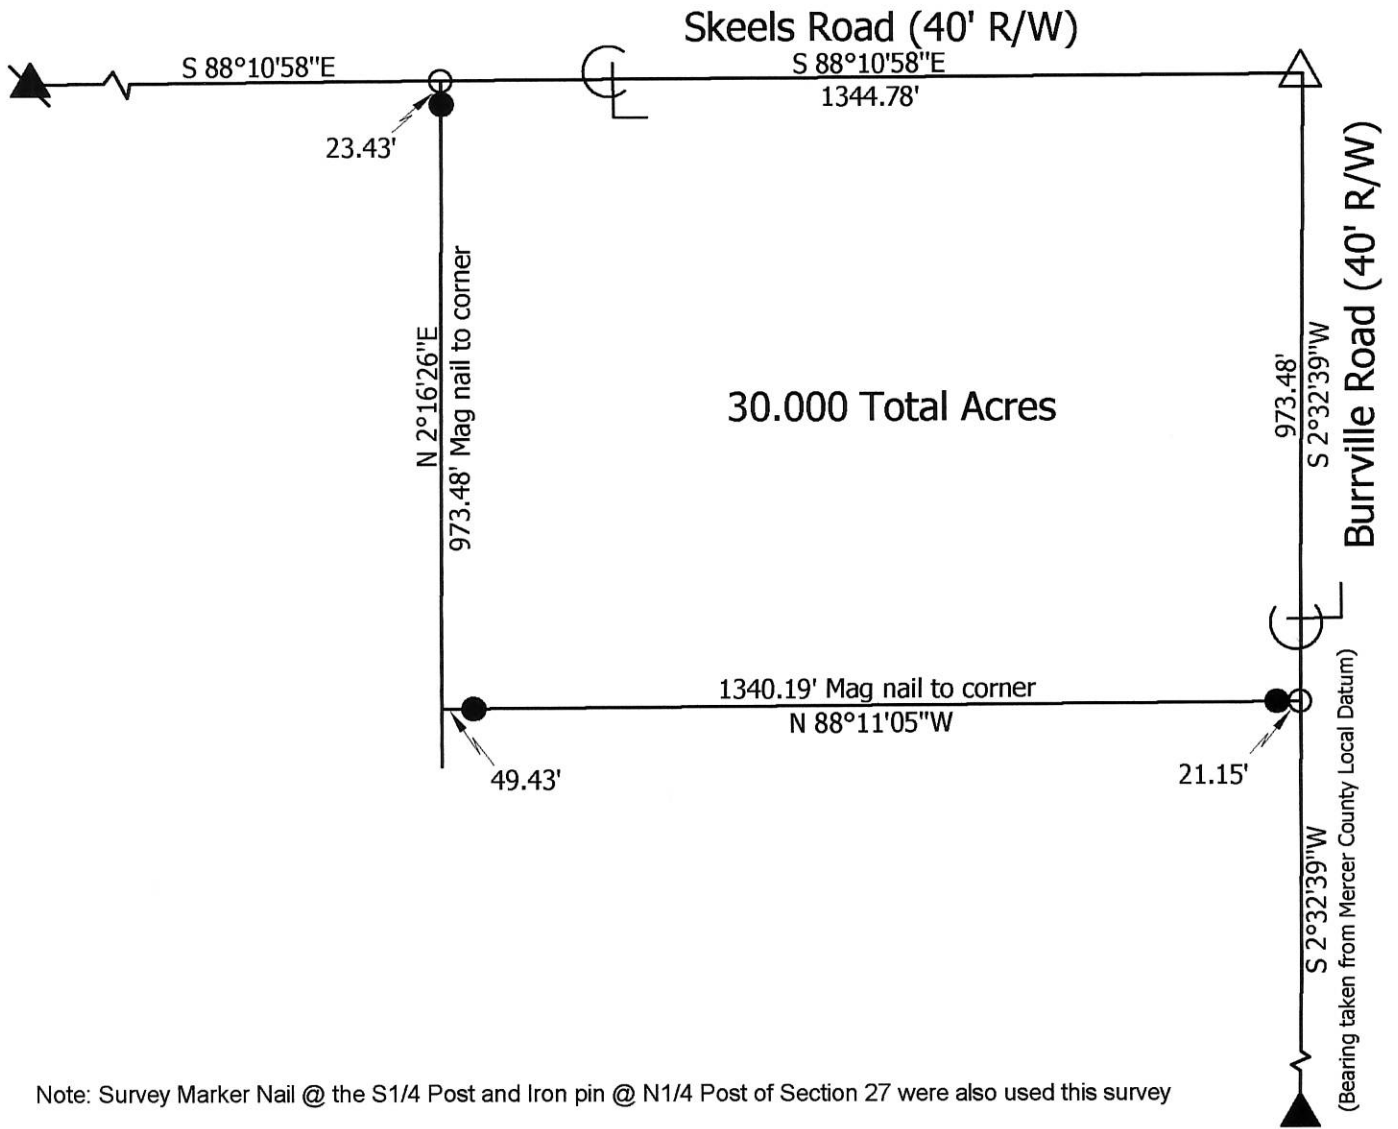 Skeels Road (40' R/W)
S 88°10'58"E
S 88°10'58"E
1344.78'
23.43'
N 2°16'26"E
973.48' Mag nail to corner
30.000 Total Acres
973.48'
S 2°32'39"W
Burrville Road (40' R/W)
1340.19' Mag nail to corner
N 88°11'05"W
49.43'
21.15'
S 2°32'39"W
(Bearing taken from Mercer County Local Datum)
Note: Survey Marker Nail @ the S1/4 Post and Iron pin @ N1/4 Post of Section 27 were also used this survey